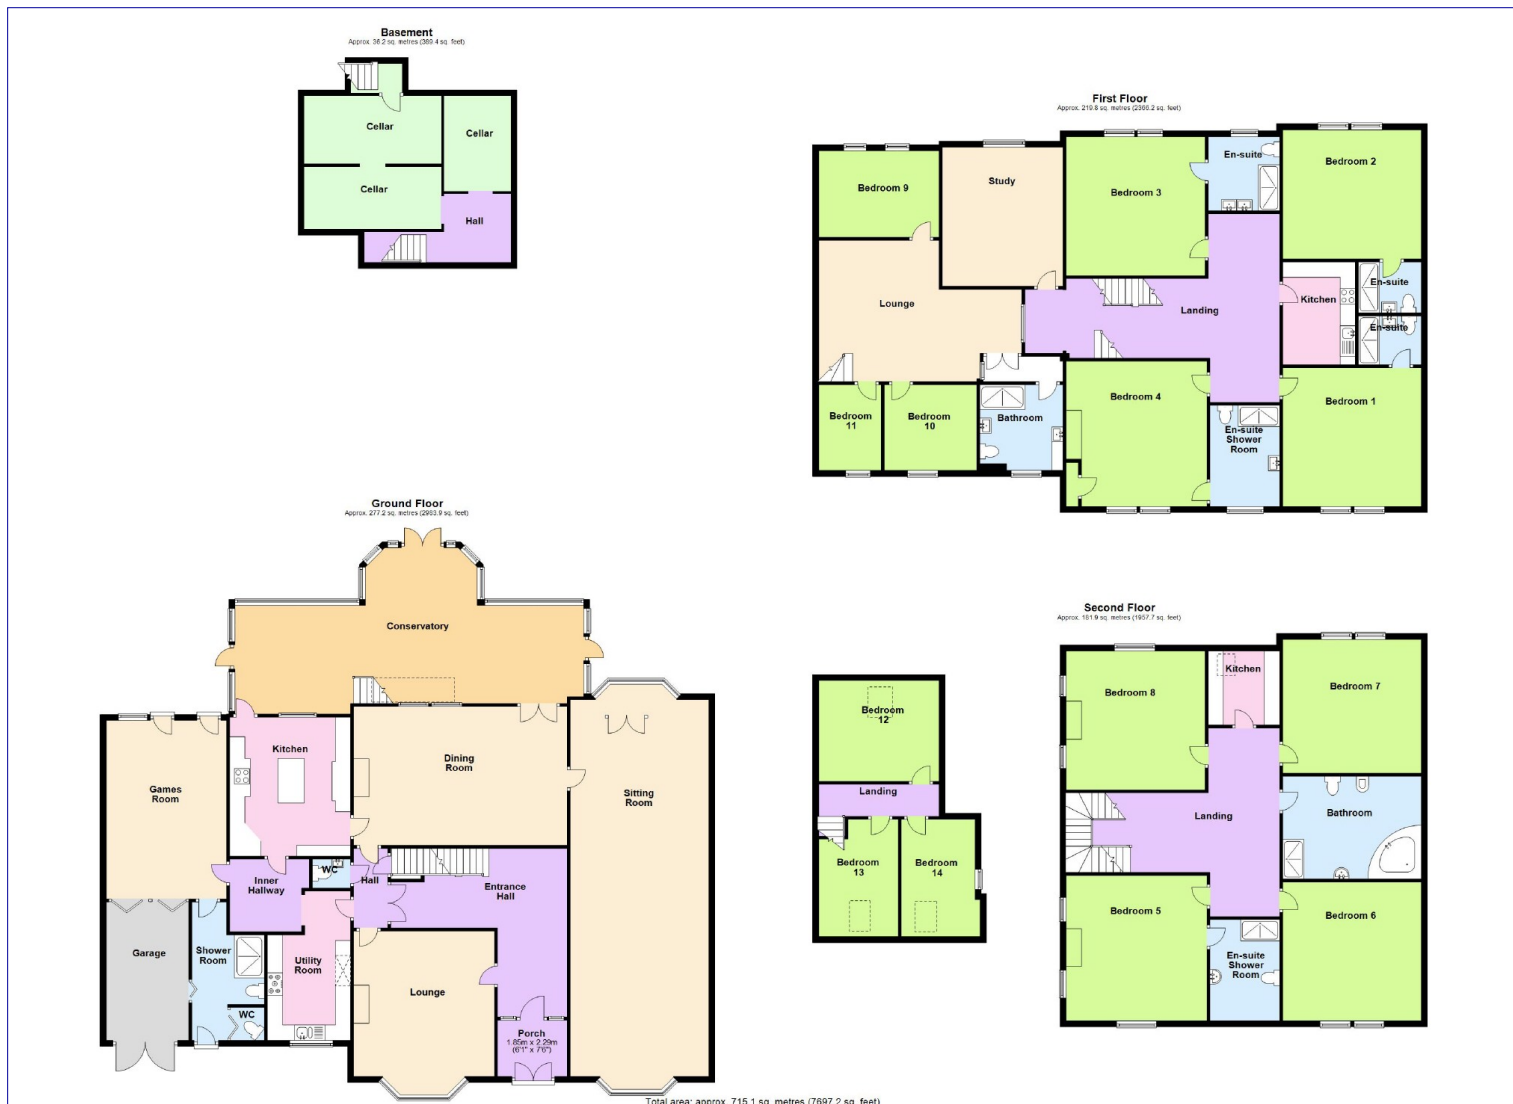 Basement
Approx. 36.2 sq. metres (389.4 sq. feet)
Cellar
Cellar
Cellar
Hall
First Floor
Approx. 219.8 sq. metres (2366.2 sq. feet)
Bedroom 9
Study
Bedroom 3
En-suite
Bedroom 2
Lounge
Landing
Kitchen
En-suite
En-suite
Bedroom
11
Bedroom
10
Bathroom
Bedroom 4
En-suite
Shower
Room
Bedroom 1
Ground Floor
Approx. 277.2 sq. metres (2983.9 sq. feet)
Conservatory
Games
Room
Kitchen
Dining
Room
Sitting
Room
Inner
Hallway
WC
Hall
Entrance
Hall
Garage
Shower
Room
WC
Utility
Room
Lounge
Porch
1.85m x 2.29m
(6'1" x 7'6")
Bedroom
12
Landing
Bedroom
13
Bedroom
14
Second Floor
Approx. 181.9 sq. metres (1957.7 sq. feet)
Bedroom 8
Kitchen
Bedroom 7
Landing
Bathroom
Bedroom 5
En-suite
Shower
Room
Bedroom 6
Total area: approx. 715.1 sq. metres (7697.2 sq. feet)